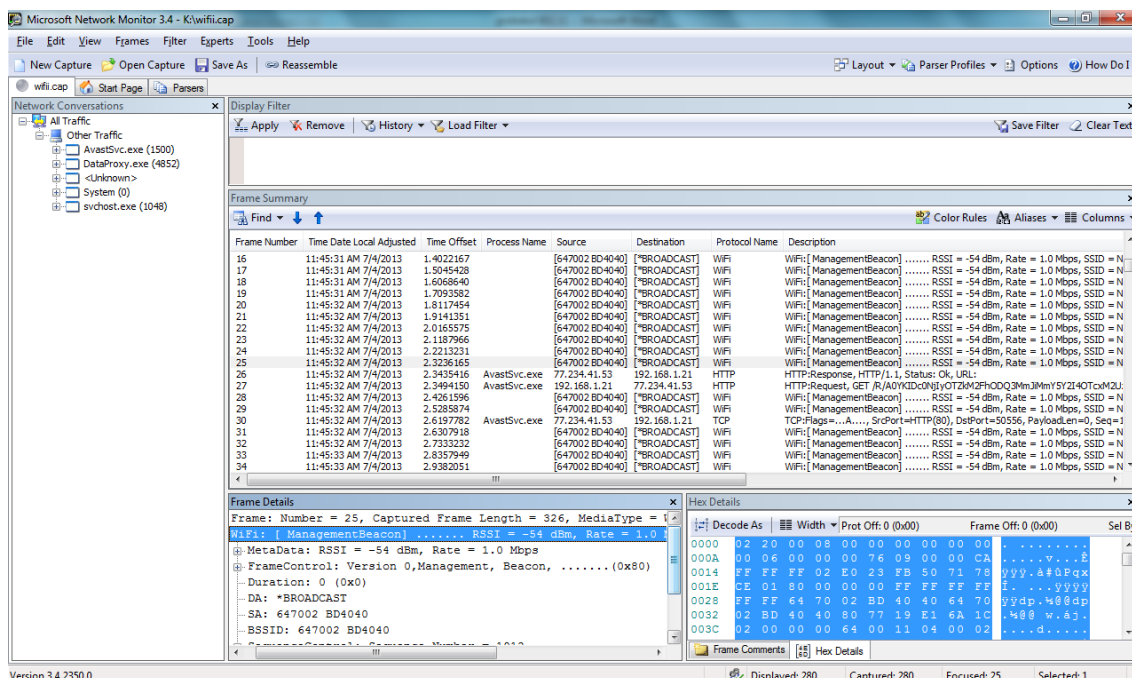 Microsoft Network Monitor 3.4 - K:\wifii.cap
File Edit View Frames Filter Experts Tools Help
New Capture Open Capture Save As Reassemble Layout Parser Profiles Options How Do I
wifii.cap Start Page Parsers
Network Conversations x
All Traffic
Other Traffic
AvastSvc.exe (1500)
DataProxy.exe (4852)
<Unknown>
System (0)
svchost.exe (1048)
Display Filter x
Apply Remove History Load Filter Save Filter Clear Text
Frame Summary x
Find Color Rules Aliases Columns
Frame Number Time Date Local Adjusted Time Offset Process Name Source Destination Protocol Name Description
16 11:45:31 AM 7/4/2013 1.4022167 [647002 BD4040] [*BROADCAST] WiFi WiFi:[ ManagementBeacon] ....... RSSI = -54 dBm, Rate = 1.0 Mbps, SSID = N
17 11:45:31 AM 7/4/2013 1.5045428 [647002 BD4040] [*BROADCAST] WiFi WiFi:[ ManagementBeacon] ....... RSSI = -54 dBm, Rate = 1.0 Mbps, SSID = N
18 11:45:31 AM 7/4/2013 1.6068640 [647002 BD4040] [*BROADCAST] WiFi WiFi:[ ManagementBeacon] ....... RSSI = -54 dBm, Rate = 1.0 Mbps, SSID = N
19 11:45:31 AM 7/4/2013 1.7093582 [647002 BD4040] [*BROADCAST] WiFi WiFi:[ ManagementBeacon] ....... RSSI = -54 dBm, Rate = 1.0 Mbps, SSID = N
20 11:45:32 AM 7/4/2013 1.8117454 [647002 BD4040] [*BROADCAST] WiFi WiFi:[ ManagementBeacon] ....... RSSI = -54 dBm, Rate = 1.0 Mbps, SSID = N
21 11:45:32 AM 7/4/2013 1.9141351 [647002 BD4040] [*BROADCAST] WiFi WiFi:[ ManagementBeacon] ....... RSSI = -54 dBm, Rate = 1.0 Mbps, SSID = N
22 11:45:32 AM 7/4/2013 2.0165575 [647002 BD4040] [*BROADCAST] WiFi WiFi:[ ManagementBeacon] ....... RSSI = -54 dBm, Rate = 1.0 Mbps, SSID = N
23 11:45:32 AM 7/4/2013 2.1187966 [647002 BD4040] [*BROADCAST] WiFi WiFi:[ ManagementBeacon] ....... RSSI = -54 dBm, Rate = 1.0 Mbps, SSID = N
24 11:45:32 AM 7/4/2013 2.2213231 [647002 BD4040] [*BROADCAST] WiFi WiFi:[ ManagementBeacon] ....... RSSI = -54 dBm, Rate = 1.0 Mbps, SSID = N
25 11:45:32 AM 7/4/2013 2.3236165 [647002 BD4040] [*BROADCAST] WiFi WiFi:[ ManagementBeacon] ....... RSSI = -54 dBm, Rate = 1.0 Mbps, SSID = N
26 11:45:32 AM 7/4/2013 2.3435416 AvastSvc.exe 77.234.41.53 192.168.1.21 HTTP HTTP:Response, HTTP/1.1, Status: Ok, URL:
27 11:45:32 AM 7/4/2013 2.3494150 AvastSvc.exe 192.168.1.21 77.234.41.53 HTTP HTTP:Request, GET
28 11:45:32 AM 7/4/2013 2.4261596 [647002 BD4040] [*BROADCAST] WiFi WiFi:[ ManagementBeacon] ....... RSSI = -54 dBm, Rate = 1.0 Mbps, SSID = N
29 11:45:32 AM 7/4/2013 2.5285874 [647002 BD4040] [*BROADCAST] WiFi WiFi:[ ManagementBeacon] ....... RSSI = -54 dBm, Rate = 1.0 Mbps, SSID = N
30 11:45:32 AM 7/4/2013 2.6197782 AvastSvc.exe 77.234.41.53 192.168.1.21 TCP TCP:Flags=...A...., SrcPort=HTTP(80), DstPort=50556, PayloadLen=0, Seq=1
31 11:45:32 AM 7/4/2013 2.6307918 [647002 BD4040] [*BROADCAST] WiFi WiFi:[ ManagementBeacon] ....... RSSI = -54 dBm, Rate = 1.0 Mbps, SSID = N
32 11:45:32 AM 7/4/2013 2.7333232 [647002 BD4040] [*BROADCAST] WiFi WiFi:[ ManagementBeacon] ....... RSSI = -54 dBm, Rate = 1.0 Mbps, SSID = N
33 11:45:33 AM 7/4/2013 2.8357949 [647002 BD4040] [*BROADCAST] WiFi WiFi:[ ManagementBeacon] ....... RSSI = -54 dBm, Rate = 1.0 Mbps, SSID = N
34 11:45:33 AM 7/4/2013 2.9382051 [647002 BD4040] [*BROADCAST] WiFi WiFi:[ ManagementBeacon] ....... RSSI = -54 dBm, Rate = 1.0 Mbps, SSID = N
Frame Details x
Frame: Number = 25, Captured Frame Length = 326, MediaType =
WiFi: [ ManagementBeacon] ....... RSSI = -54 dBm, Rate = 1.0
MetaData: RSSI = -54 dBm, Rate = 1.0 Mbps
FrameControl: Version 0,Management, Beacon, .......(0x80)
Duration: 0 (0x0)
DA: *BROADCAST
SA: 647002 BD4040
BSSID: 647002 BD4040
Hex Details x
Decode As Width Prot Off: 0 (0x00) Frame Off: 0 (0x00) Sel By
0000 02 20 00 08 00 00 00 00 00 00 . ........
000A 00 06 00 00 00 76 09 00 00 CA .....v...Ê
0014 FF FF FF 02 E0 23 FB 50 71 78 ÿÿÿ.à#ûPqx
001E CE 01 80 00 00 00 FF FF FF FF Î. ...ÿÿÿÿ
0028 FF FF 64 70 02 BD 40 40 64 70 ÿÿdp.½@@dp
0032 02 BD 40 40 80 77 19 E1 6A 1C .½@@ w.áj.
003C 02 00 00 00 64 00 11 04 00 02 ....d.....
Frame Comments Hex Details
Version 3.4.2350.0 Displayed: 280 Captured: 280 Focused: 25 Selected: 1